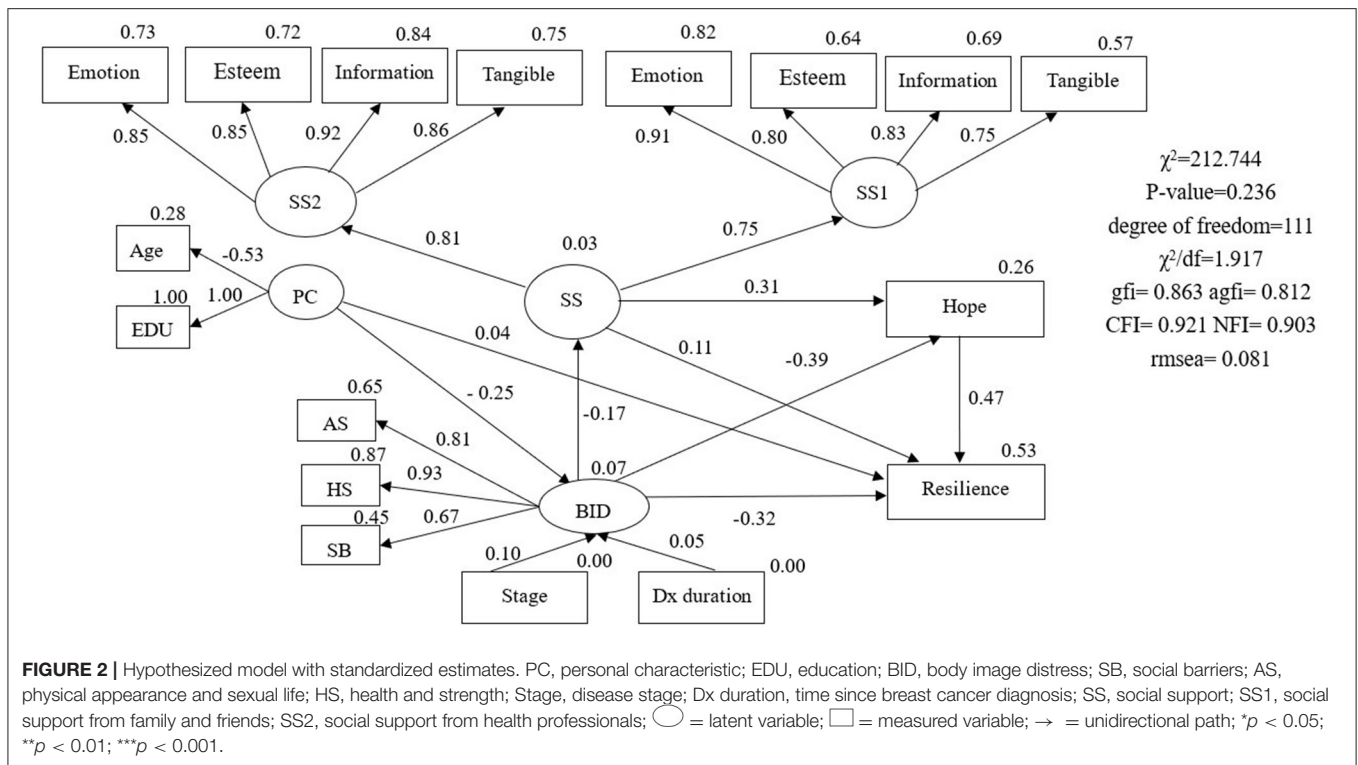 0.73 0.72 0.84 0.75 0.82 0.64 0.69 0.57
Emotion Esteem Information Tangible Emotion Esteem Information Tangible
0.85 0.85 0.92 0.86 0.91 0.80 0.83 0.75
SS2 SS1
χ²=212.744
P-value=0.236
degree of freedom=111
χ²/df=1.917
gfi= 0.863 agfi= 0.812
CFI= 0.921 NFI= 0.903
rmsea= 0.081
0.28
Age -0.53
0.81 0.03 0.75
1.00 1.00
EDU PC SS
0.31 0.26
Hope
0.04 0.11 -0.39
0.47
- 0.25 -0.17
0.65
AS 0.81
0.87
HS 0.93
0.45 0.67
SB
0.07
BID
-0.32
0.53
Resilience
0.10 0.00 0.05 0.00
Stage Dx duration
FIGURE 2 | Hypothesized model with standardized estimates. PC, personal characteristic; EDU, education; BID, body image distress; SB, social barriers; AS,
physical appearance and sexual life; HS, health and strength; Stage, disease stage; Dx duration, time since breast cancer diagnosis; SS, social support; SS1, social
support from family and friends; SS2, social support from health professionals; = latent variable; = measured variable; → = unidirectional path; *p < 0.05;
**p < 0.01; ***p < 0.001.